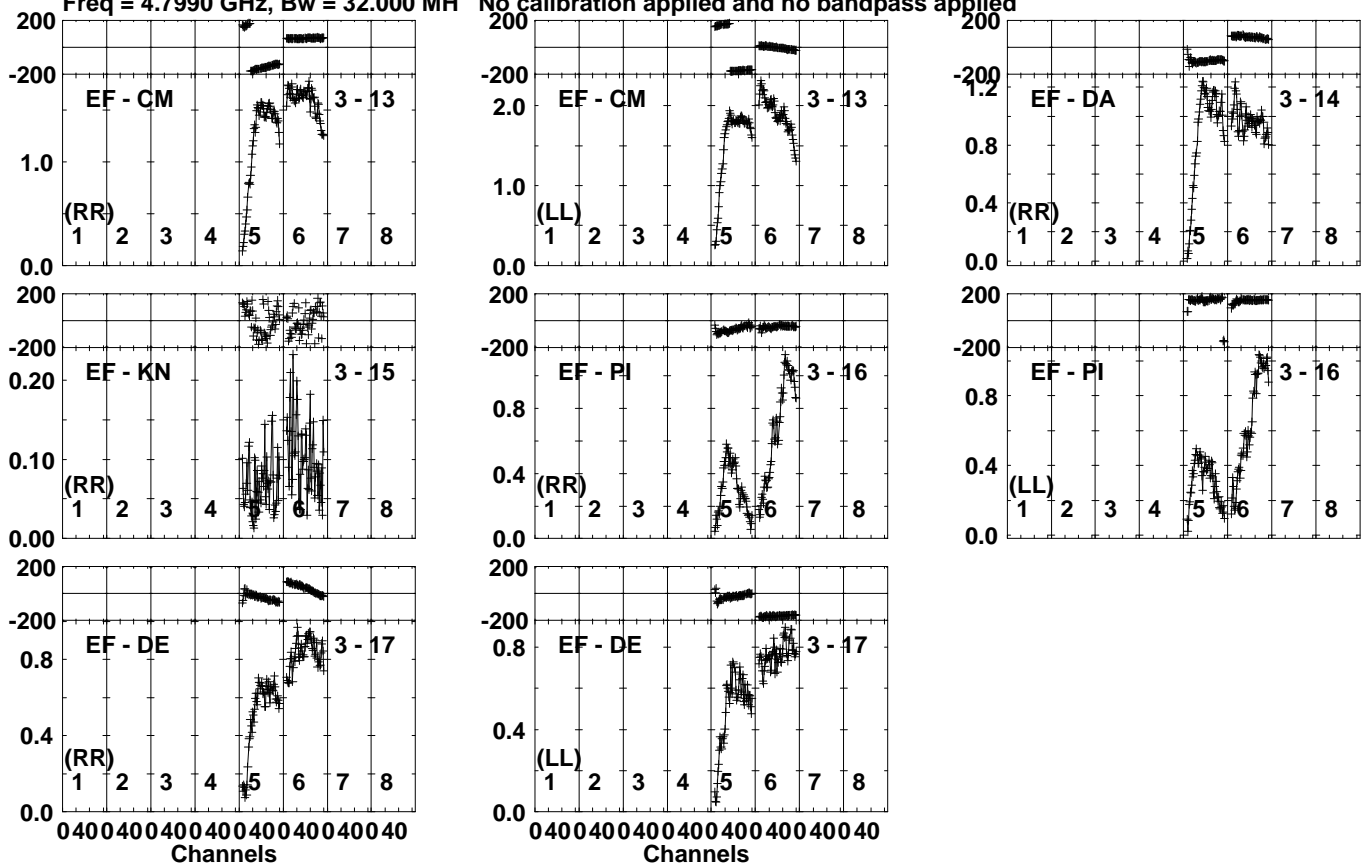 Freq = 4.7990 GHz, Bw = 32.000 MH No calibration applied and no bandpass applied
200
-200
EF - CM 3 - 13
1.0
0.0
(RR)
1 2 3 4 5 6 7 8
200
-200
EF - CM 3 - 13
2.0
1.0
0.0
(LL)
1 2 3 4 5 6 7 8
200
-200
1.2
EF - DA 3 - 14
0.8
0.4
0.0
(RR)
1 2 3 4 5 6 7 8
200
-200
EF - KN 3 - 15
0.20
0.10
0.00
(RR)
1 2 3 4 5 6 7 8
200
-200
EF - PI 3 - 16
0.8
0.4
0.0
(RR)
1 2 3 4 5 6 7 8
200
-200
EF - PI 3 - 16
0.8
0.4
0.0
(LL)
1 2 3 4 5 6 7 8
200
-200
EF - DE 3 - 17
0.8
0.4
0.0
(RR)
1 2 3 4 5 6 7 8
0 40 0 40 0 40 0 40 0 40 0 40 0 40 0 40
Channels
200
-200
EF - DE 3 - 17
0.8
0.4
0.0
(LL)
1 2 3 4 5 6 7 8
0 40 0 40 0 40 0 40 0 40 0 40 0 40 0 40
Channels